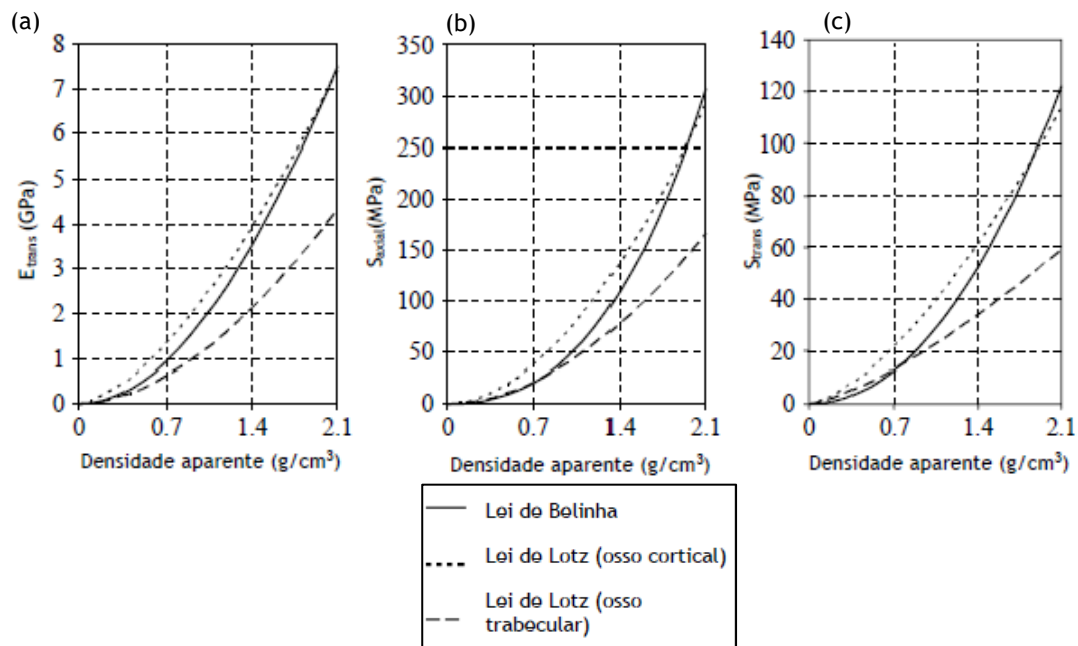 (a)
8
7
6
5
4
3
2
1
0
E trans (GPa)
0 0.7 1.4 2.1
Densidade aparente (g/cm³)
(b)
350
300
250
200
150
100
50
0
S axial (MPa)
0 0.7 1.4 2.1
Densidade aparente (g/cm³)
(c)
140
120
100
80
60
40
20
0
S trans (MPa)
0 0.7 1.4 2.1
Densidade aparente (g/cm³)
Lei de Belinha
Lei de Lotz (osso cortical)
Lei de Lotz (osso
trabecular)